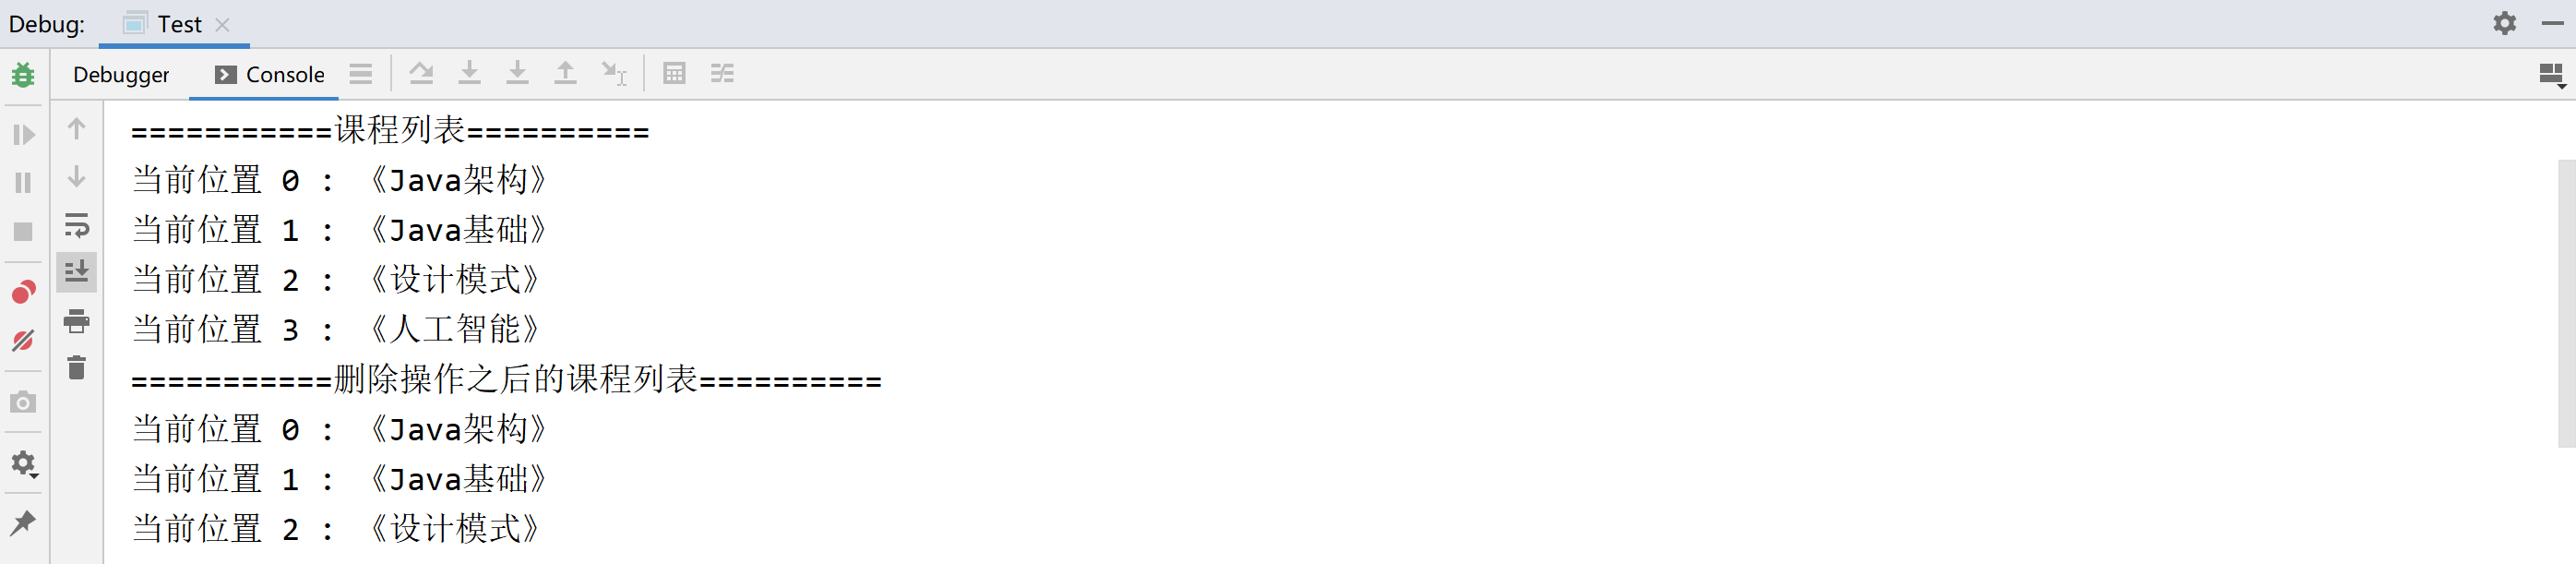 Debug: Test
Debugger Console
===========课程列表==========
当前位置 0 : 《Java架构》
当前位置 1 : 《Java基础》
当前位置 2 : 《设计模式》
当前位置 3 : 《人工智能》
===========删除操作之后的课程列表==========
当前位置 0 : 《Java架构》
当前位置 1 : 《Java基础》
当前位置 2 : 《设计模式》